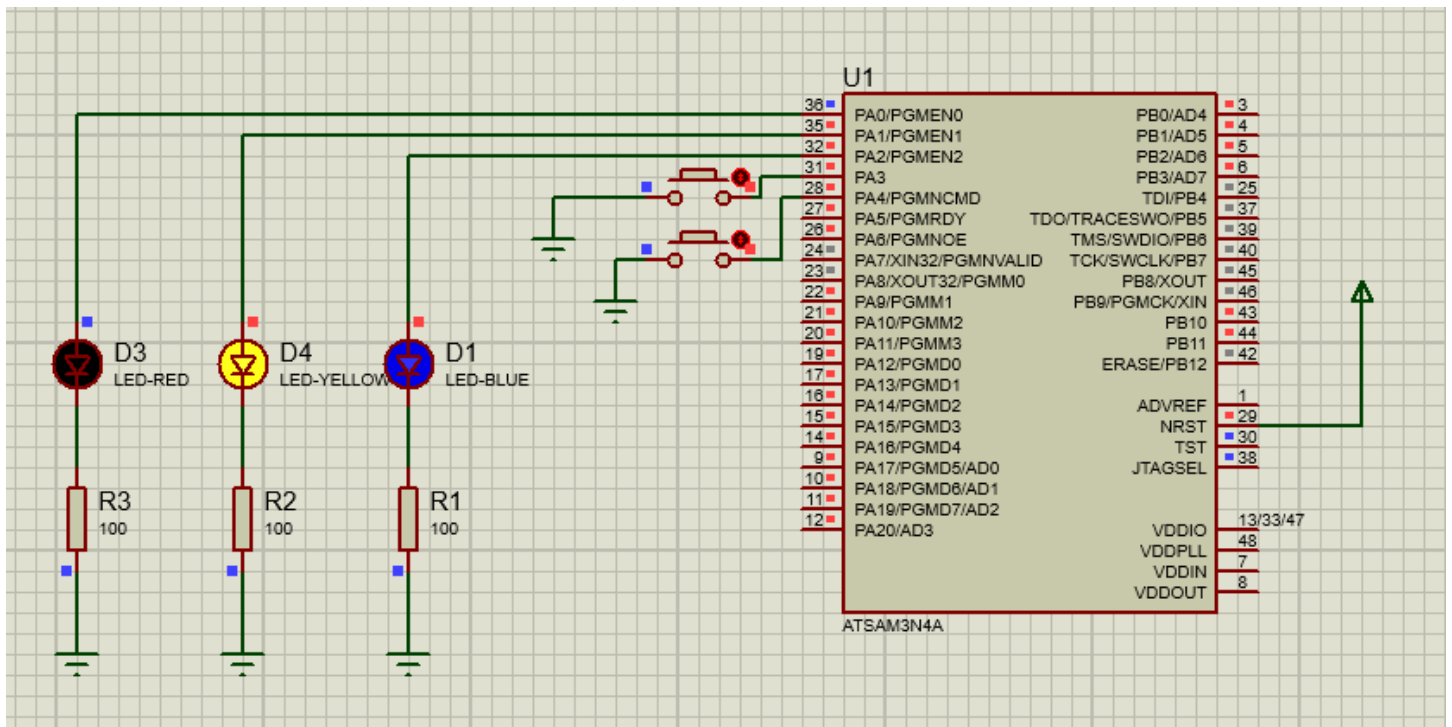 U1
36 PA0/PGMEN0
35 PA1/PGMEN1
32 PA2/PGMEN2
31 PA3
28 PA4/PGMNCMD
27 PA5/PGMRDY
26 PA6/PGMNOE
24 PA7/XIN32/PGMNVALID
23 PA8/XOUT32/PGMM0
22 PA9/PGMM1
21 PA10/PGMM2
20 PA11/PGMM3
19 PA12/PGMD0
17 PA13/PGMD1
16 PA14/PGMD2
15 PA15/PGMD3
14 PA16/PGMD4
9 PA17/PGMD5/AD0
10 PA18/PGMD6/AD1
11 PA19/PGMD7/AD2
12 PA20/AD3
PB0/AD4 3
PB1/AD5 4
PB2/AD6 5
PB3/AD7 6
TDI/PB4 25
TDO/TRACESWO/PB5 37
TMS/SWDIO/PB6 39
TCK/SWCLK/PB7 40
PB8/XOUT 45
PB9/PGMCK/XIN 46
PB10 43
PB11 44
ERASE/PB12 42
ADVREF 1
NRST 29
TST 30
JTAGSEL 38
VDDIO 13/33/47
VDDPLL 48
VDDIN 7
VDDOUT 8
ATSAM3N4A
D3
LED-RED
D4
LED-YELLOW
D1
LED-BLUE
R3
100
R2
100
R1
100